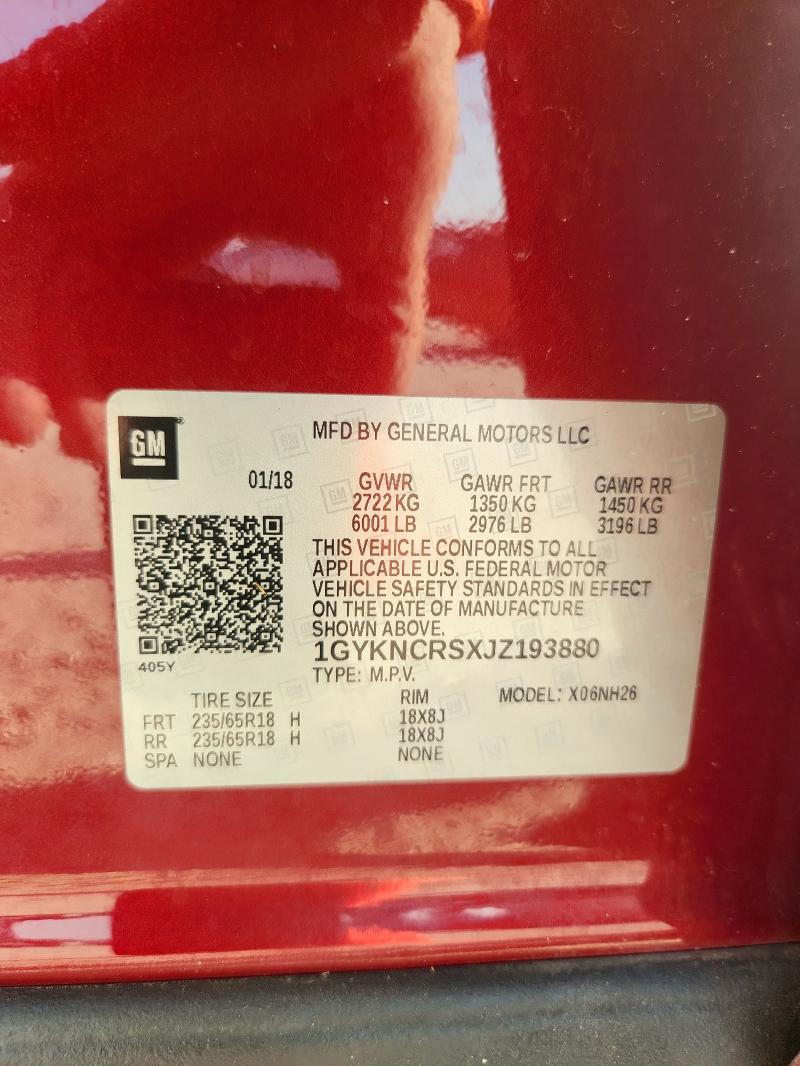 GM
MFD BY GENERAL MOTORS LLC
01/18 GVWR GAWR FRT GAWR RR
2722 KG 1350 KG 1450 KG
6001 LB 2976 LB 3196 LB
THIS VEHICLE CONFORMS TO ALL
APPLICABLE U.S. FEDERAL MOTOR
VEHICLE SAFETY STANDARDS IN EFFECT
ON THE DATE OF MANUFACTURE
SHOWN ABOVE.
405Y
1GYKNCRSXJZ193880
TYPE: M.P.V.
TIRE SIZE RIM MODEL: X06NH26
FRT 235/65R18 H 18X8J
RR 235/65R18 H 18X8J
SPA NONE NONE